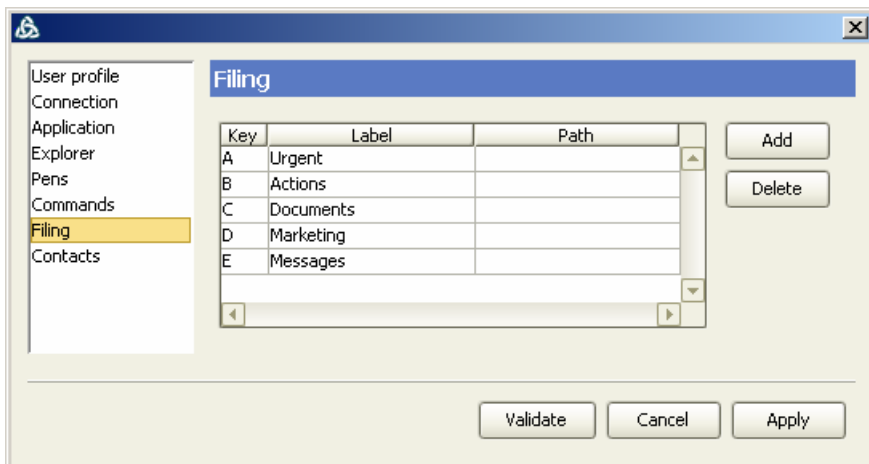 User profile
Connection
Application
Explorer
Pens
Commands
Filing
Contacts
Filing
Key Label Path
A Urgent
B Actions
C Documents
D Marketing
E Messages
Add
Delete
Validate Cancel Apply